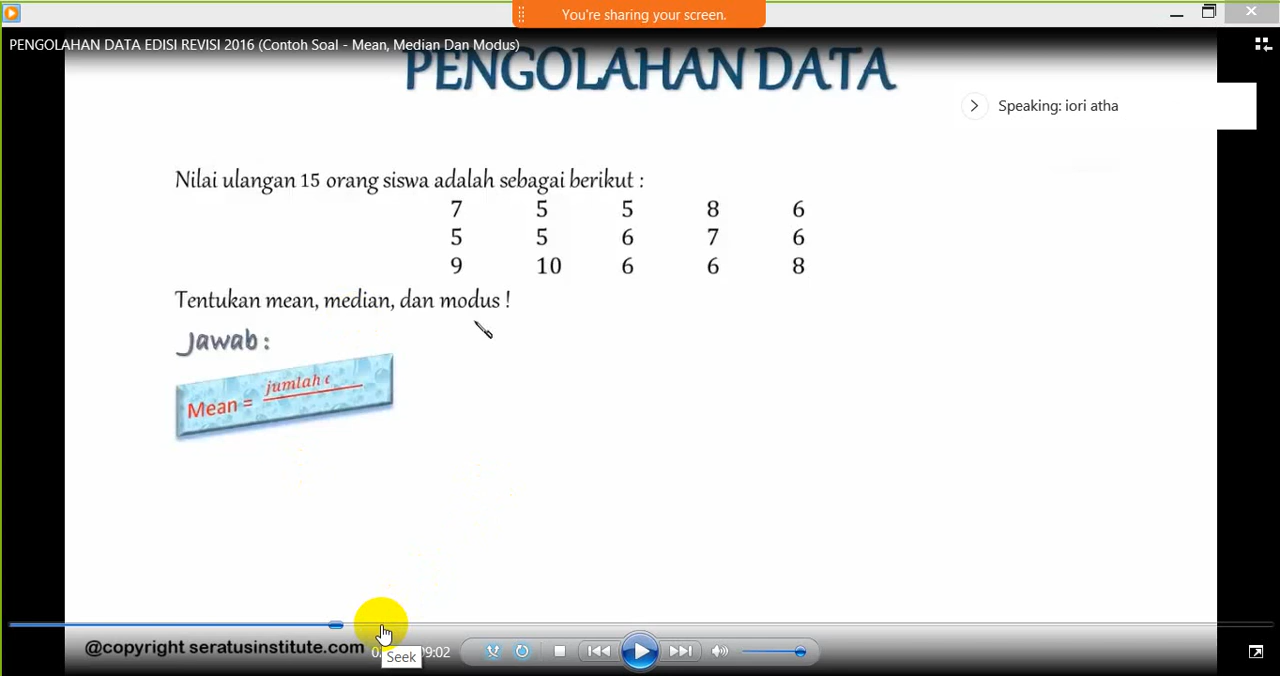 You're sharing your screen.
PENGOLAHAN DATA EDISI REVISI 2016 (Contoh Soal - Mean, Median Dan Modus)
PENGOLAHAN DATA
Speaking: iori atha
Nilai ulangan 15 orang siswa adalah sebagai berikut :
7 5 5 8 6
5 5 6 7 6
9 10 6 6 8
Tentukan mean, median, dan modus !
Jawab :
jumlah
Mean =
@copyright seratusinstitute.com
09:02
Seek